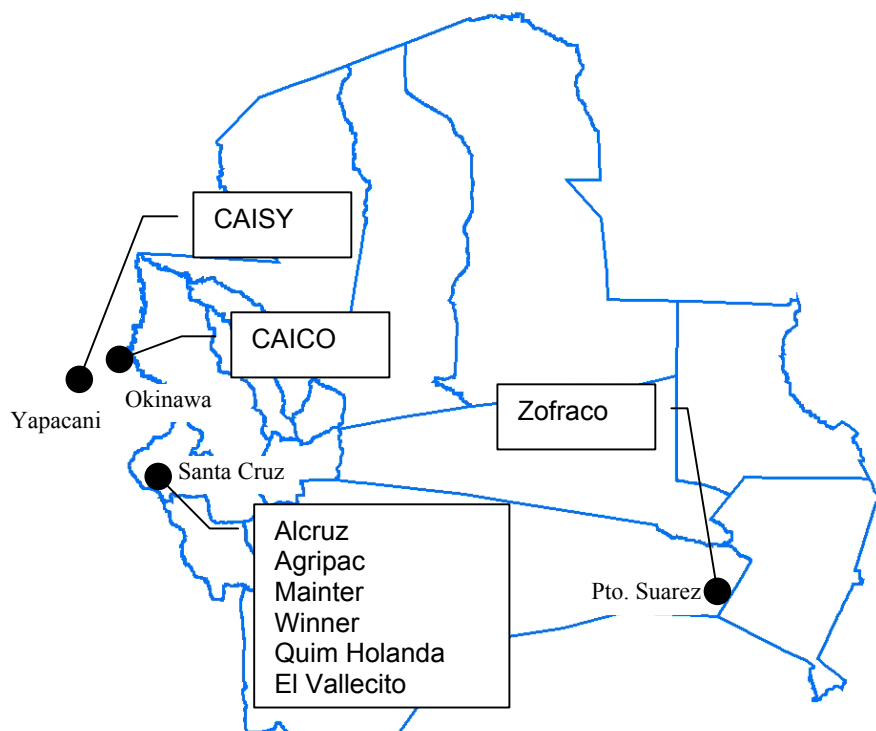 CAISY
CAICO
Okinawa
Yapacani
Zofraco
Santa Cruz
Alcruz
Agripac
Mainter
Winner
Quim Holanda
El Vallecito
Pto. Suarez